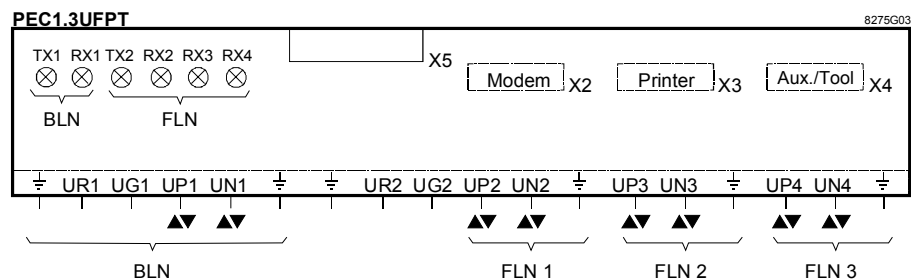 PEC1.3UFPT 8275G03
TX1 RX1 TX2 RX2 RX3 RX4
X5
Modem X2 Printer X3 Aux./Tool X4
BLN FLN
UR1 UG1 UP1 UN1 UR2 UG2 UP2 UN2 UP3 UN3 UP4 UN4
BLN FLN 1 FLN 2 FLN 3